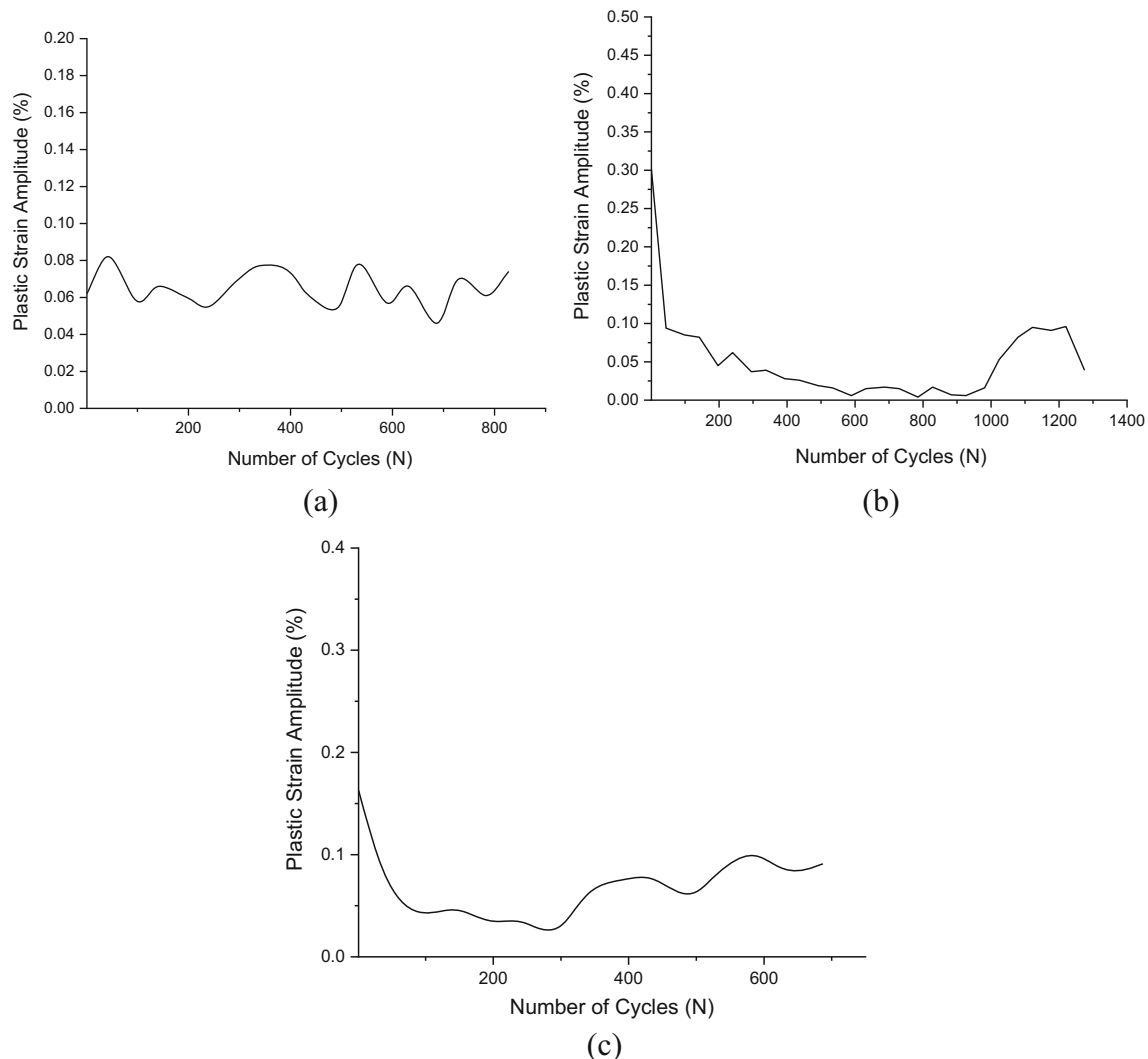 0.20
0.18
0.16
0.14
0.12
0.10
0.08
0.06
0.04
0.02
0.00
Plastic Strain Amplitude (%)
200 400 600 800
Number of Cycles (N)
(a)
0.50
0.45
0.40
0.35
0.30
0.25
0.20
0.15
0.10
0.05
0.00
Plastic Strain Amplitude (%)
200 400 600 800 1000 1200 1400
Number of Cycles (N)
(b)
0.4
0.3
0.2
0.1
0.0
Plastic Strain Amplitude (%)
200 400 600
Number of Cycles (N)
(c)